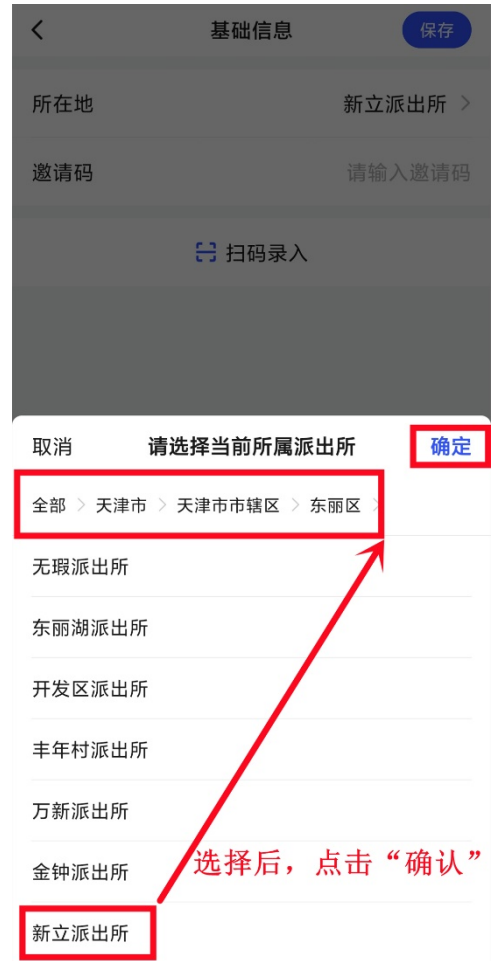 基础信息 保存
所在地 新立派出所
邀请码 请输入邀请码
扫码录入
取消 请选择当前所属派出所 确定
全部 > 天津市 > 天津市市辖区 > 东丽区 >
无瑕派出所
东丽湖派出所
开发区派出所
丰年村派出所
万新派出所
金钟派出所
选择后，点击“确认”
新立派出所